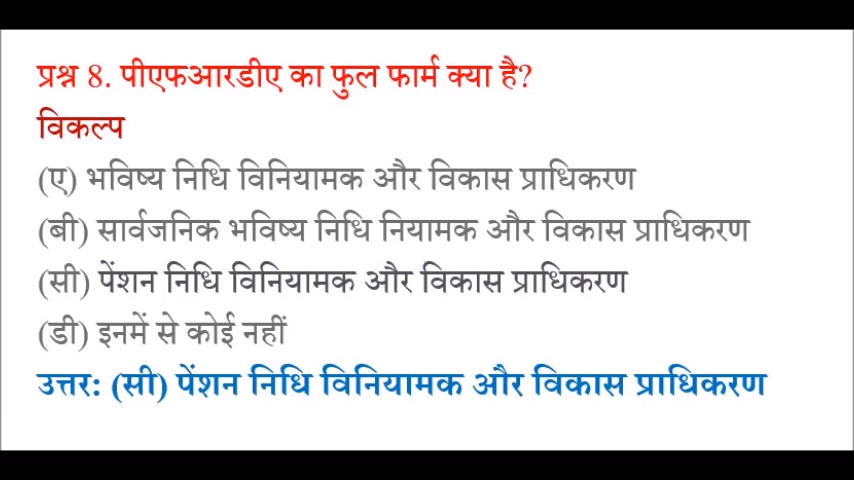 प्रश्न 8. पीएफआरडीए का फुल फार्म क्या है?
विकल्प
(ए) भविष्य निधि विनियामक और विकास प्राधिकरण
(बी) सार्वजनिक भविष्य निधि नियामक और विकास प्राधिकरण
(सी) पेंशन निधि विनियामक और विकास प्राधिकरण
(डी) इनमें से कोई नहीं
उत्तर: (सी) पेंशन निधि विनियामक और विकास प्राधिकरण